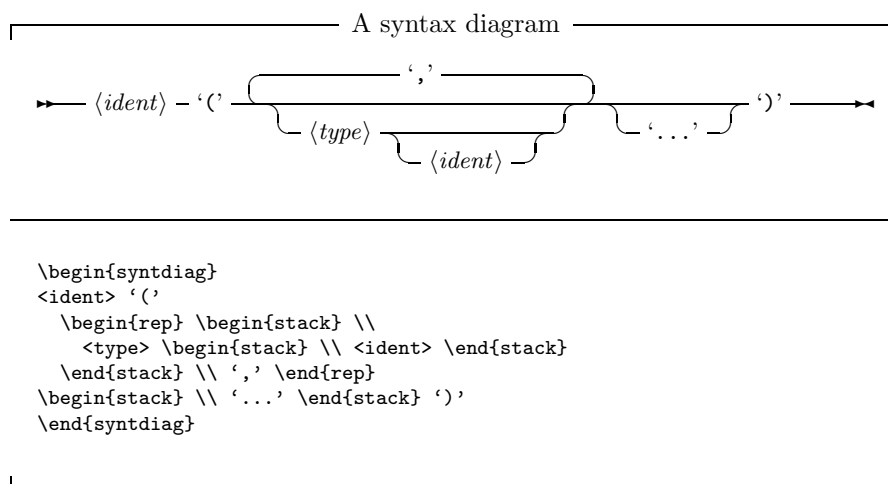 A syntax diagram
‘,’
⟨ident⟩ ‘(’ ‘)’
⟨type⟩ ‘...’
⟨ident⟩
\begin{syntdiag}
<ident> ‘(’
\begin{rep} \begin{stack} \\
<type> \begin{stack} \\ <ident> \end{stack}
\end{stack} \\ ‘,’ \end{rep}
\begin{stack} \\ ‘...’ \end{stack} ‘)’
\end{syntdiag}